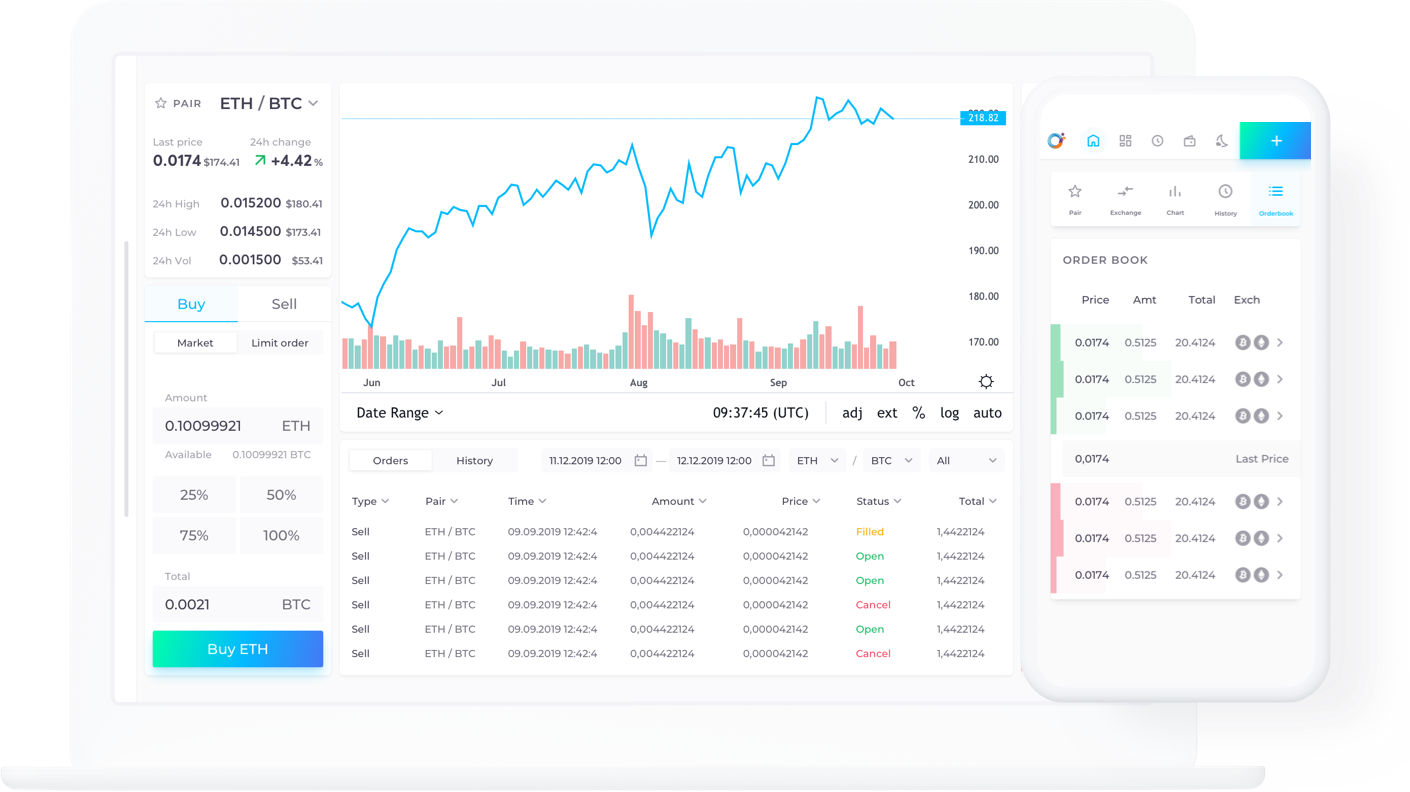 PAIR ETH / BTC
Last price 24h change
0.0174 $174.41 +4.42 %
24h High 0.015200 $180.41
24h Low 0.014500 $173.41
24h Vol 0.001500 $53.41
Buy Sell
Market Limit order
Amount
0.10099921 ETH
Available 0.10099921 BTC
25% 50%
75% 100%
Total
0.0021 BTC
Buy ETH
218.82
210.00
200.00
190.00
180.00
170.00
Jun Jul Aug Sep Oct
Date Range 09:37:45 (UTC) adj ext % log auto
Orders History 11.12.2019 12:00 — 12.12.2019 12:00 ETH / BTC All
Type Pair Time Amount Price Status Total
Sell ETH / BTC 09.09.2019 12:42:4 0,004422124 0,000042142 Filled 1,4422124
Sell ETH / BTC 09.09.2019 12:42:4 0,004422124 0,000042142 Open 1,4422124
Sell ETH / BTC 09.09.2019 12:42:4 0,004422124 0,000042142 Open 1,4422124
Sell ETH / BTC 09.09.2019 12:42:4 0,004422124 0,000042142 Cancel 1,4422124
Sell ETH / BTC 09.09.2019 12:42:4 0,004422124 0,000042142 Open 1,4422124
Sell ETH / BTC 09.09.2019 12:42:4 0,004422124 0,000042142 Cancel 1,4422124
+
Pair Exchange Chart History Orderbook
ORDER BOOK
Price Amt Total Exch
0.0174 0.5125 20.4124
0.0174 0.5125 20.4124
0.0174 0.5125 20.4124
0,0174 Last Price
0.0174 0.5125 20.4124
0.0174 0.5125 20.4124
0.0174 0.5125 20.4124